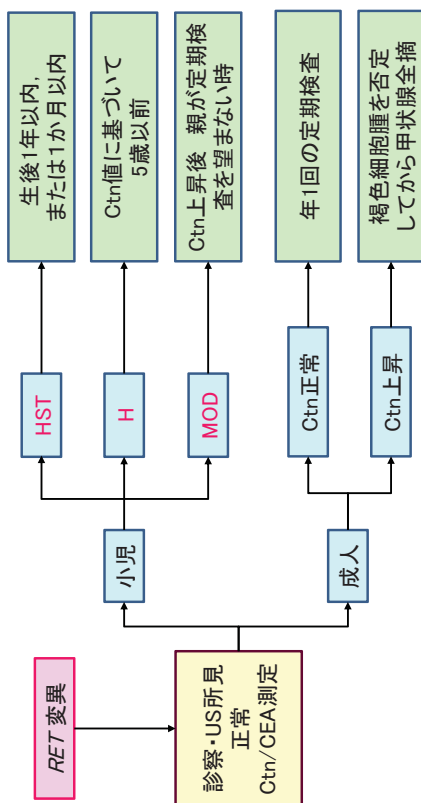 RET 変異
診察・US所見
正常
Ctn/CEA測定
小児
成人
HST
H
MOD
Ctn正常
Ctn上昇
生後1年以内,
または1か月以内
Ctn値に基づいて
5歳以前
Ctn上昇後 親が定期検
査を望まない時
年1回の定期検査
褐色細胞腫を否定
してから甲状腺全摘